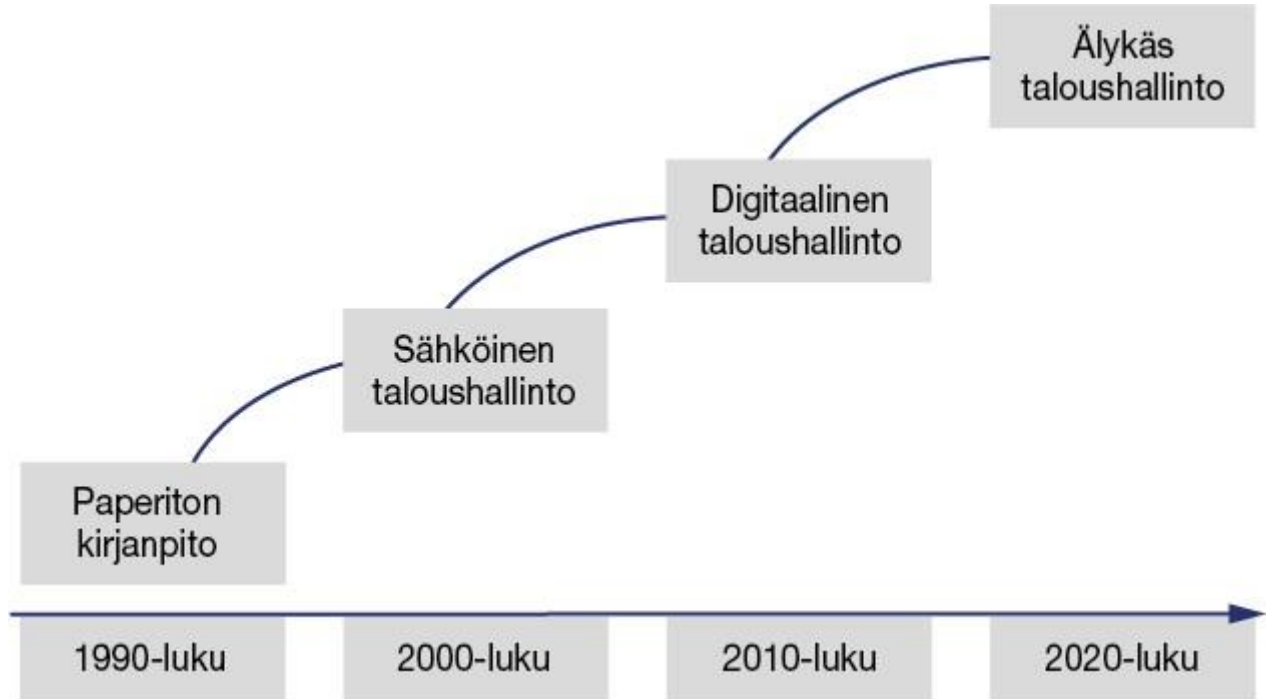 Älykäs
taloushallinto
Digitaalinen
taloushallinto
Sähköinen
taloushallinto
Paperiton
kirjanpito
1990-luku
2000-luku
2010-luku
2020-luku